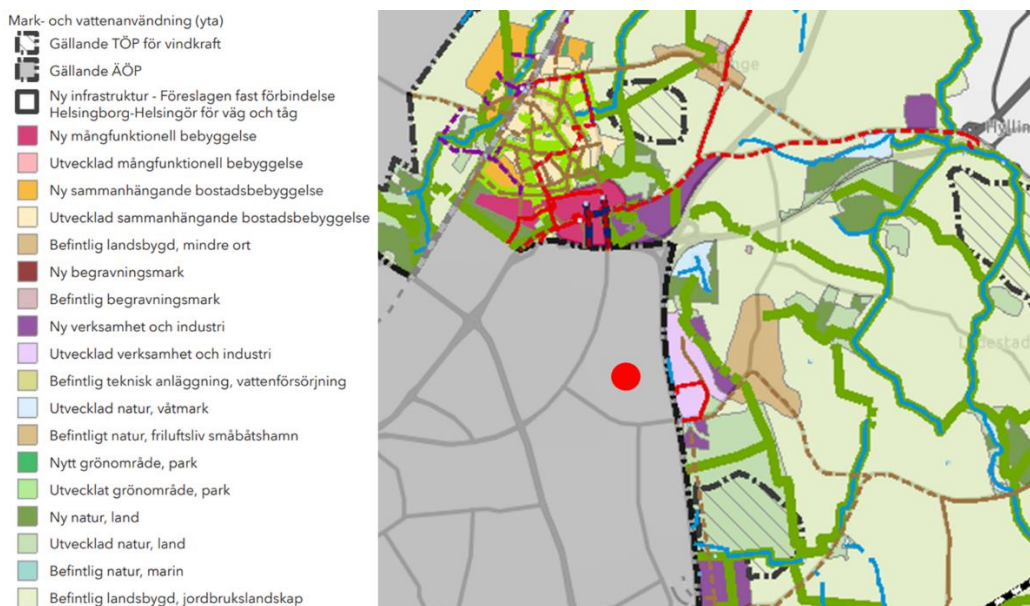 Mark- och vattenanvändning (yta)
Gällande TÖP för vindkraft
Gällande ÄÖP
Ny infrastruktur - Föreslagen fast förbindelse
Helsingborg-Helsingör för väg och tåg
Ny mångfunktionell bebyggelse
Utvecklad mångfunktionell bebyggelse
Ny sammanhängande bostadsbebyggelse
Utvecklad sammanhängande bostadsbebyggelse
Befintlig landsbygd, mindre ort
Ny begravningsmark
Befintlig begravningsmark
Ny verksamhet och industri
Utvecklad verksamhet och industri
Befintlig teknisk anläggning, vattenförsörjning
Utvecklad natur, våtmark
Befintligt natur, friluftsliv småbåtshamn
Nytt grönområde, park
Utvecklat grönområde, park
Ny natur, land
Utvecklad natur, land
Befintlig natur, marin
Befintlig landsbygd, jordbrukslandskap